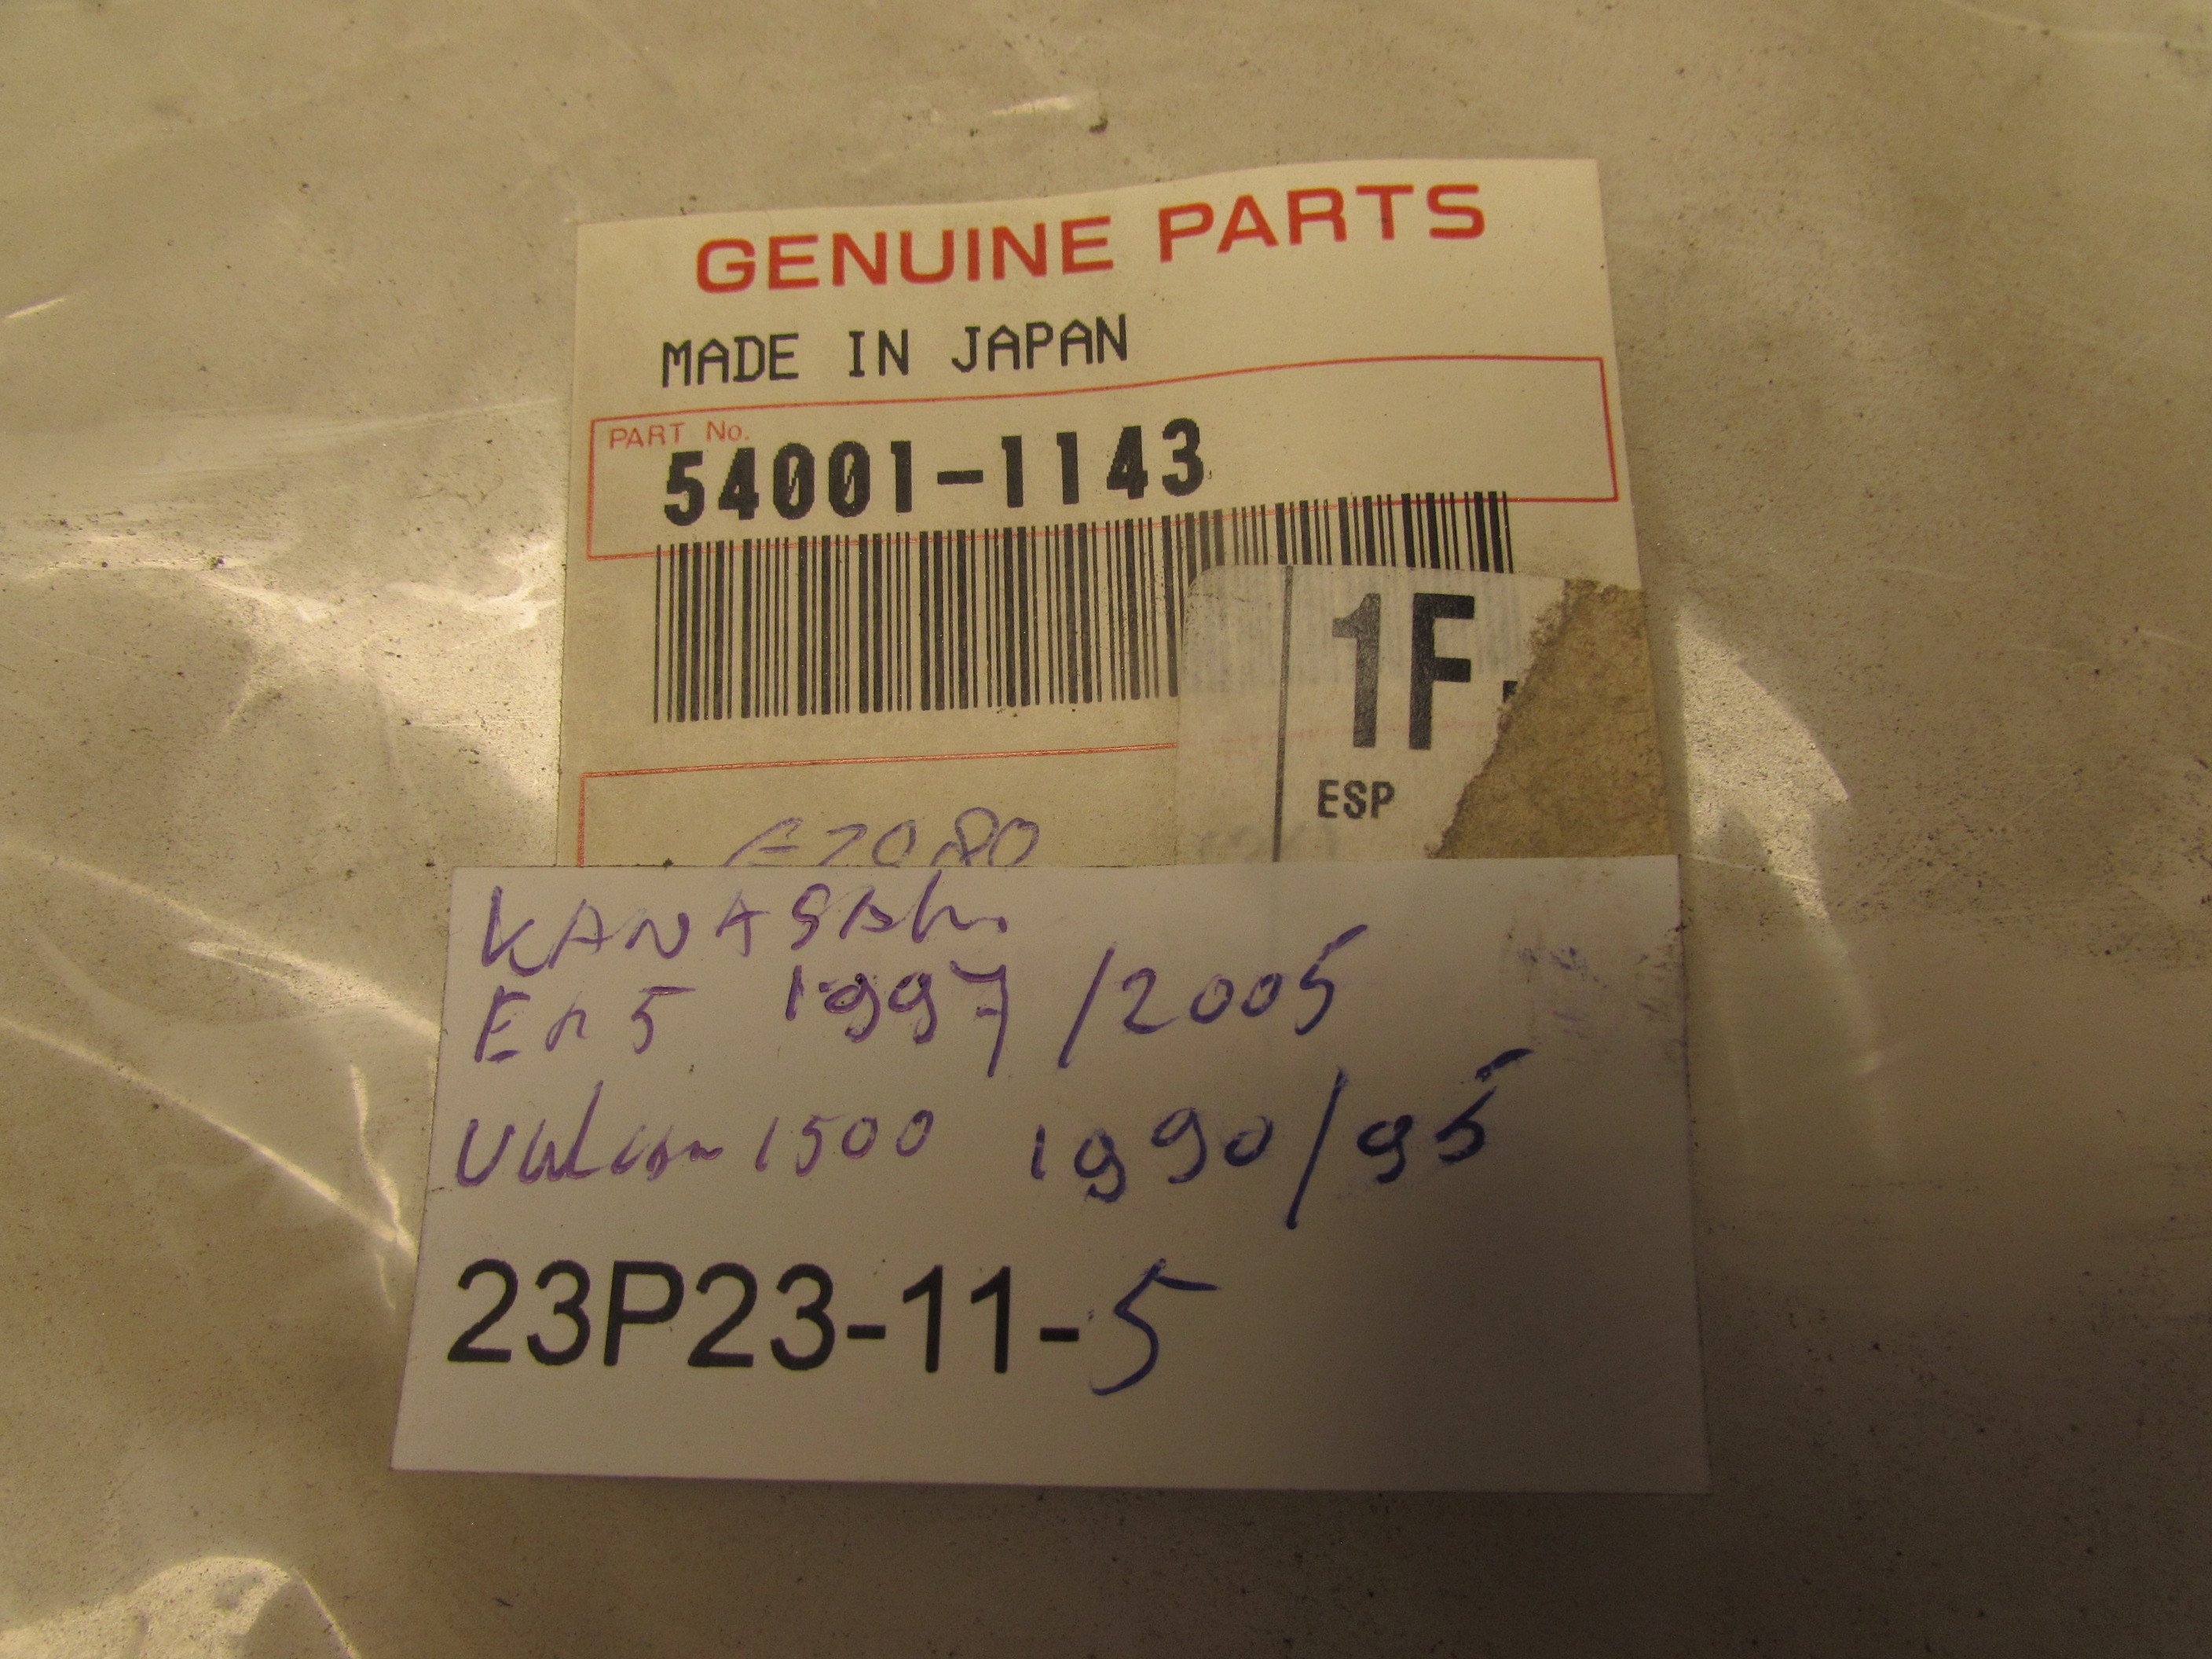 GENUINE PARTS
MADE IN JAPAN
PART No.
54001-1143
1F
ESP
KAWASAKI
En5 1997/2005
Vulcan 1500 1990/95
23P23-11-5